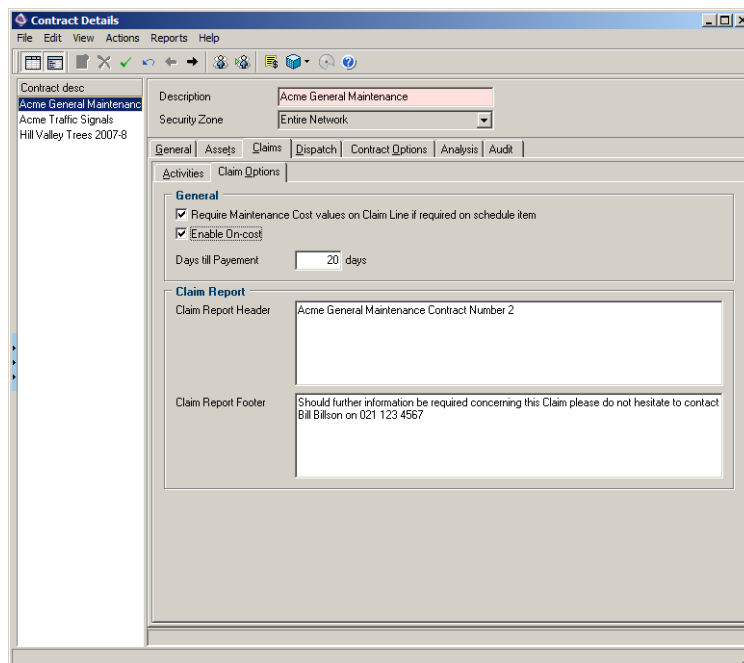 Contract Details
File Edit View Actions Reports Help
Contract desc
Acme General Maintenanc
Acme Traffic Signals
Hill Valley Trees 2007-8
Description Acme General Maintenance
Security Zone Entire Network
General Assets Claims Dispatch Contract Options Analysis Audit
Activities Claim Options
General
Require Maintenance Cost values on Claim Line if required on schedule item
Enable On-cost
Days till Payement 20 days
Claim Report
Claim Report Header Acme General Maintenance Contract Number 2
Claim Report Footer Should further information be required concerning this Claim please do not hesitate to contact
Bill Billson on 021 123 4567